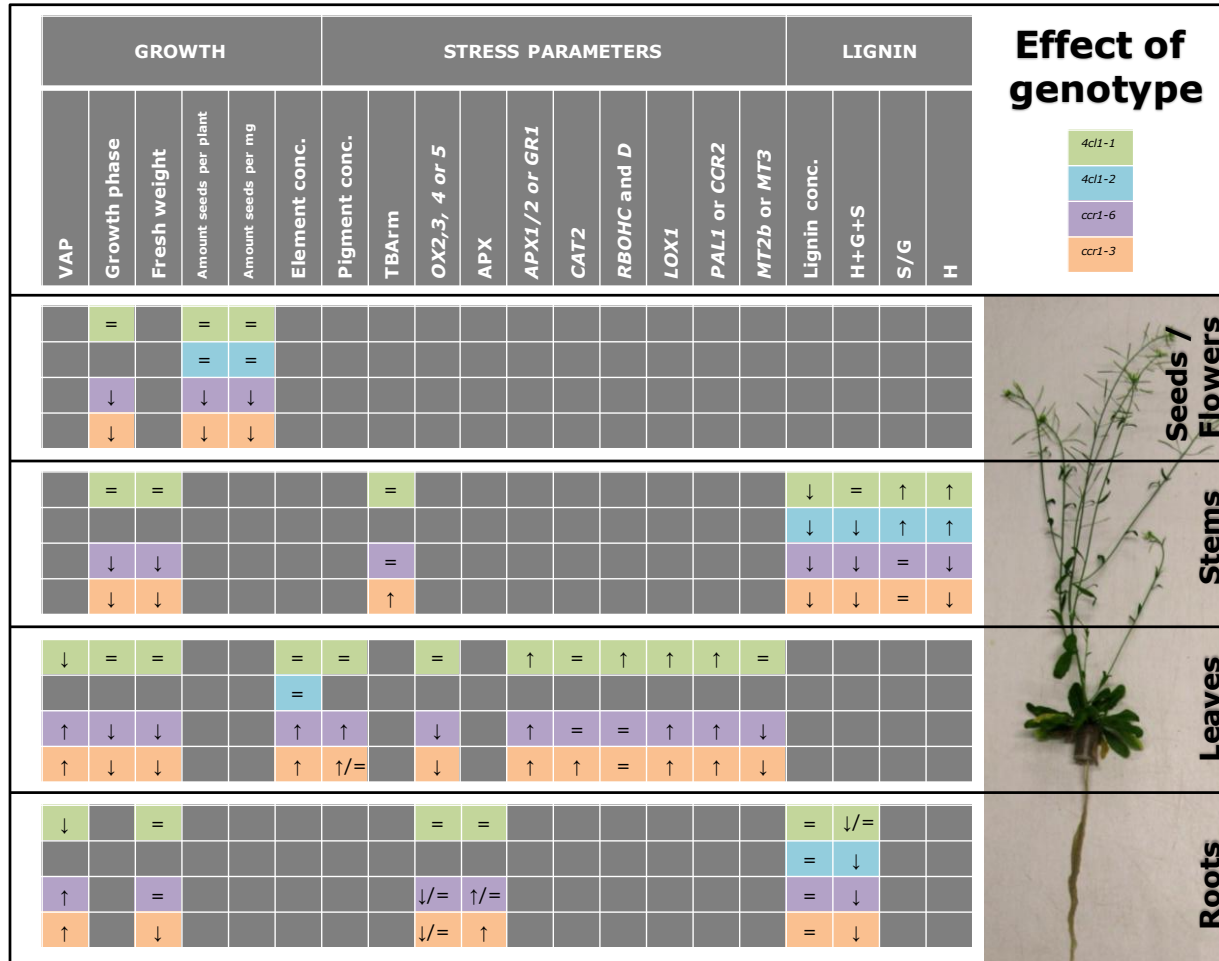 GROWTH STRESS PARAMETERS LIGNIN
Effect of
genotype
VAP
Growth phase
Fresh weight
Amount seeds per plant
Amount seeds per mg
Element conc.
Pigment conc.
TBArm
OX2,3, 4 or 5
APX
APX1/2 or GR1
CAT2
RBOHC and D
LOX1
PAL1 or CCR2
MT2b or MT3
Lignin conc.
H+G+S
S/G
H
4cl1-1
4cl1-2
ccr1-6
ccr1-3
= = =
= =
↓ ↓ ↓
↓ ↓ ↓
Seeds /
Flowers
= = = ↓ = ↑ ↑
↓ ↓ ↑ ↑
↓ ↓ = ↓ ↓ = ↓
↓ ↓ ↑ ↓ ↓ = ↓
Stems
↓ = = = = = ↑ = ↑ ↑ ↑ =
=
↑ ↓ ↓ ↑ ↑ ↓ ↑ = = ↑ ↑ ↓
↑ ↓ ↓ ↑ ↑/= ↓ ↑ ↑ = ↑ ↑ ↓
Leaves
↓ = = = = ↓/=
= ↓
↑ = ↓/= ↑/= = ↓
↑ ↓ ↓/= ↑ = ↓
Roots